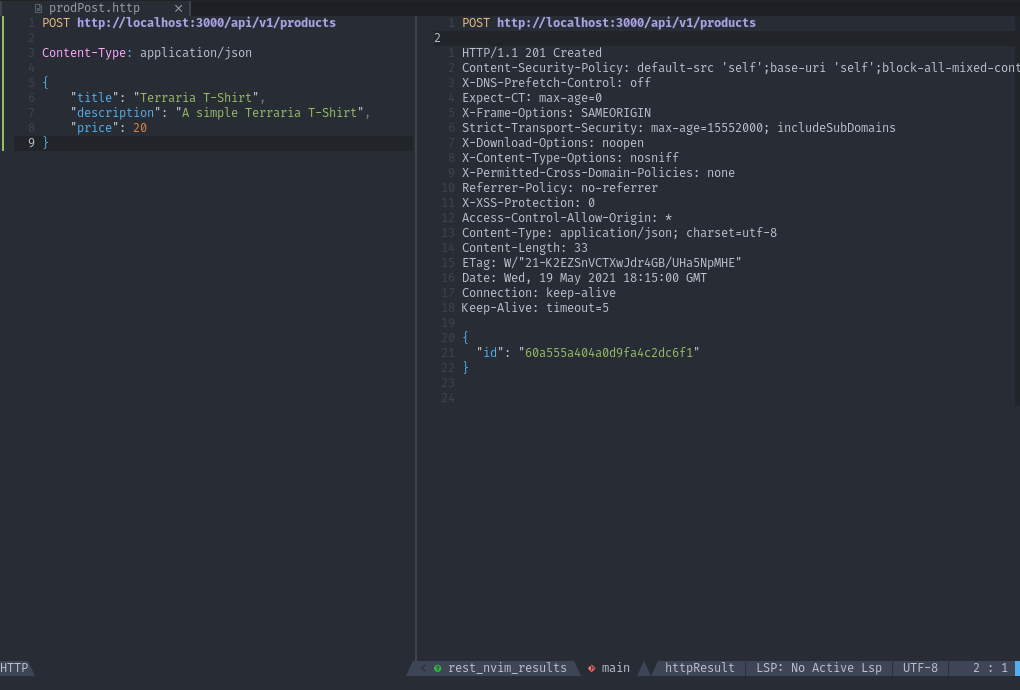 prodPost.http ×
1 POST http://localhost:3000/api/v1/products
2
3 Content-Type: application/json
4
5 {
6 "title": "Terraria T-Shirt",
7 "description": "A simple Terraria T-Shirt",
8 "price": 20
9 }
1 POST http://localhost:3000/api/v1/products
2
1 HTTP/1.1 201 Created
2 Content-Security-Policy: default-src 'self';base-uri 'self';block-all-mixed-cont
3 X-DNS-Prefetch-Control: off
4 Expect-CT: max-age=0
5 X-Frame-Options: SAMEORIGIN
6 Strict-Transport-Security: max-age=15552000; includeSubDomains
7 X-Download-Options: noopen
8 X-Content-Type-Options: nosniff
9 X-Permitted-Cross-Domain-Policies: none
10 Referrer-Policy: no-referrer
11 X-XSS-Protection: 0
12 Access-Control-Allow-Origin: *
13 Content-Type: application/json; charset=utf-8
14 Content-Length: 33
15 ETag: W/"21-K2EZSnVCTXwJdr4GB/UHa5NpMHE"
16 Date: Wed, 19 May 2021 18:15:00 GMT
17 Connection: keep-alive
18 Keep-Alive: timeout=5
19
20 {
21 "id": "60a555a404a0d9fa4c2dc6f1"
22 }
23
24
HTTP < rest_nvim_results main httpResult LSP: No Active Lsp UTF-8 2 : 1